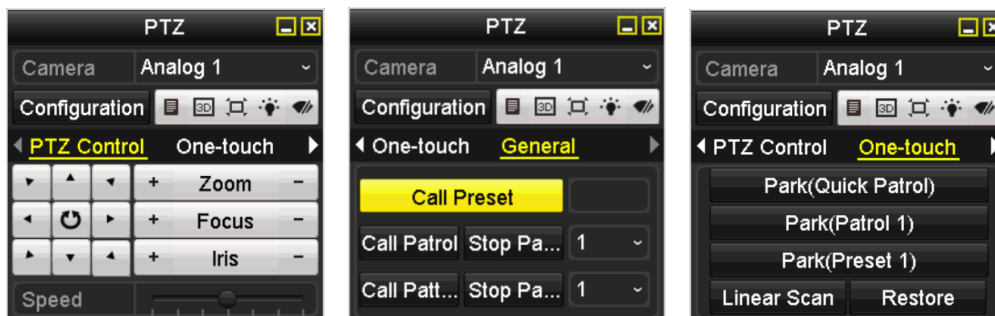 PTZ
Camera Analog 1
Configuration 3D
PTZ Control One-touch
+ Zoom -
+ Focus -
+ Iris -
Speed
PTZ
Camera Analog 1
Configuration 3D
One-touch General
Call Preset
Call Patrol Stop Pa... 1
Call Patt... Stop Pa... 1
PTZ
Camera Analog 1
Configuration 3D
PTZ Control One-touch
Park(Quick Patrol)
Park(Patrol 1)
Park(Preset 1)
Linear Scan Restore